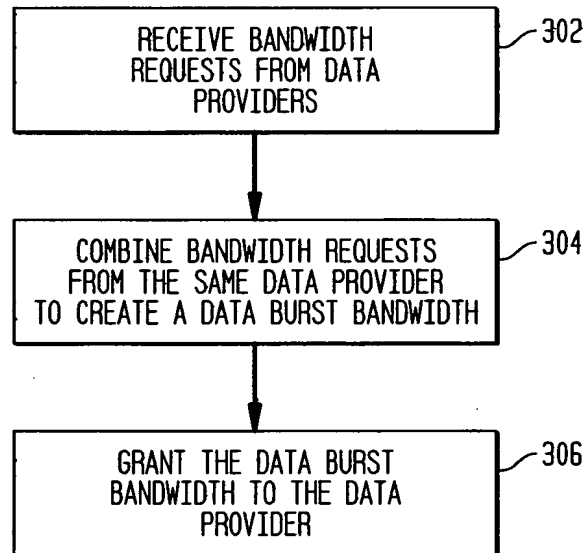 RECEIVE BANDWIDTH
REQUESTS FROM DATA
PROVIDERS
302
COMBINE BANDWIDTH REQUESTS
FROM THE SAME DATA PROVIDER
TO CREATE A DATA BURST BANDWIDTH
304
GRANT THE DATA BURST
BANDWIDTH TO THE DATA
PROVIDER
306